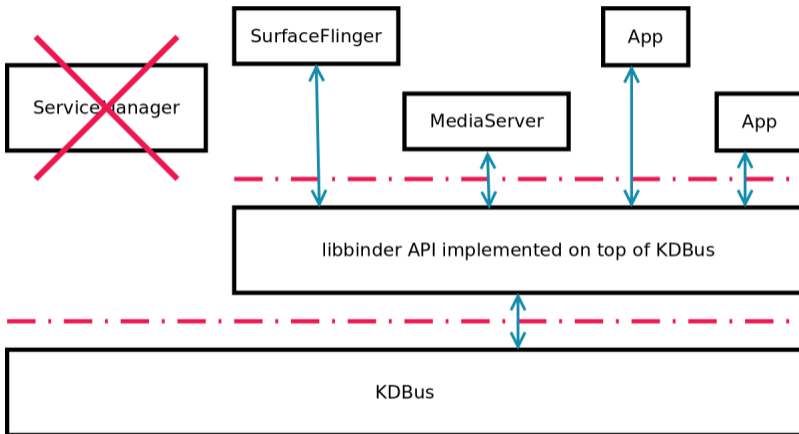 SurfaceFlinger
App
ServiceManager
MediaServer
App
libbinder API implemented on top of KDBus
KDBus